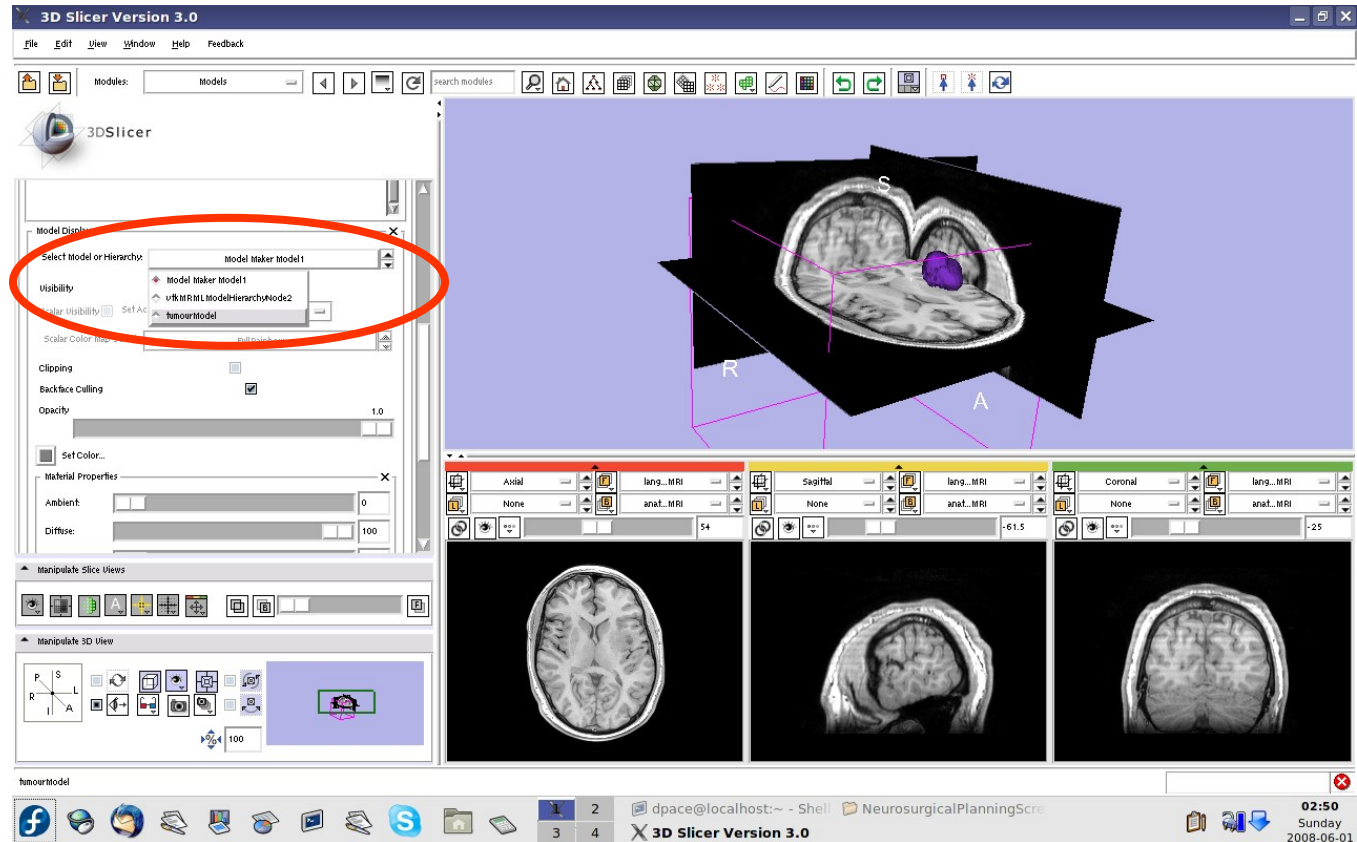 3D Slicer Version 3.0
File Edit View Window Help Feedback
Modules: Models search modules
3DSlicer
Model Display
Select Model or Hierarchy: Model Maker Model1
Model Maker Model1
vtkMRMLModelHierarchyNode2
tumourModel
Visibility
Scalar Visibility Set Ac
Scalar Color Map
Clipping
Backface Culling
Opacity 1.0
Set Color...
Material Properties
Ambient: 0
Diffuse: 100
Manipulate Slice Views
Manipulate 3D View
P S
R L
I A
100
S
R
A
Axial lang...MRI
None anat...MRI
54
Sagittal lang...MRI
None anat...MRI
-61.5
Coronal lang...MRI
None anat...MRI
-25
tumourModel
1 2
3 4
dpace@localhost:~ - Shell
NeurosurgicalPlanningScre
3D Slicer Version 3.0
02:50
Sunday
2008-06-01